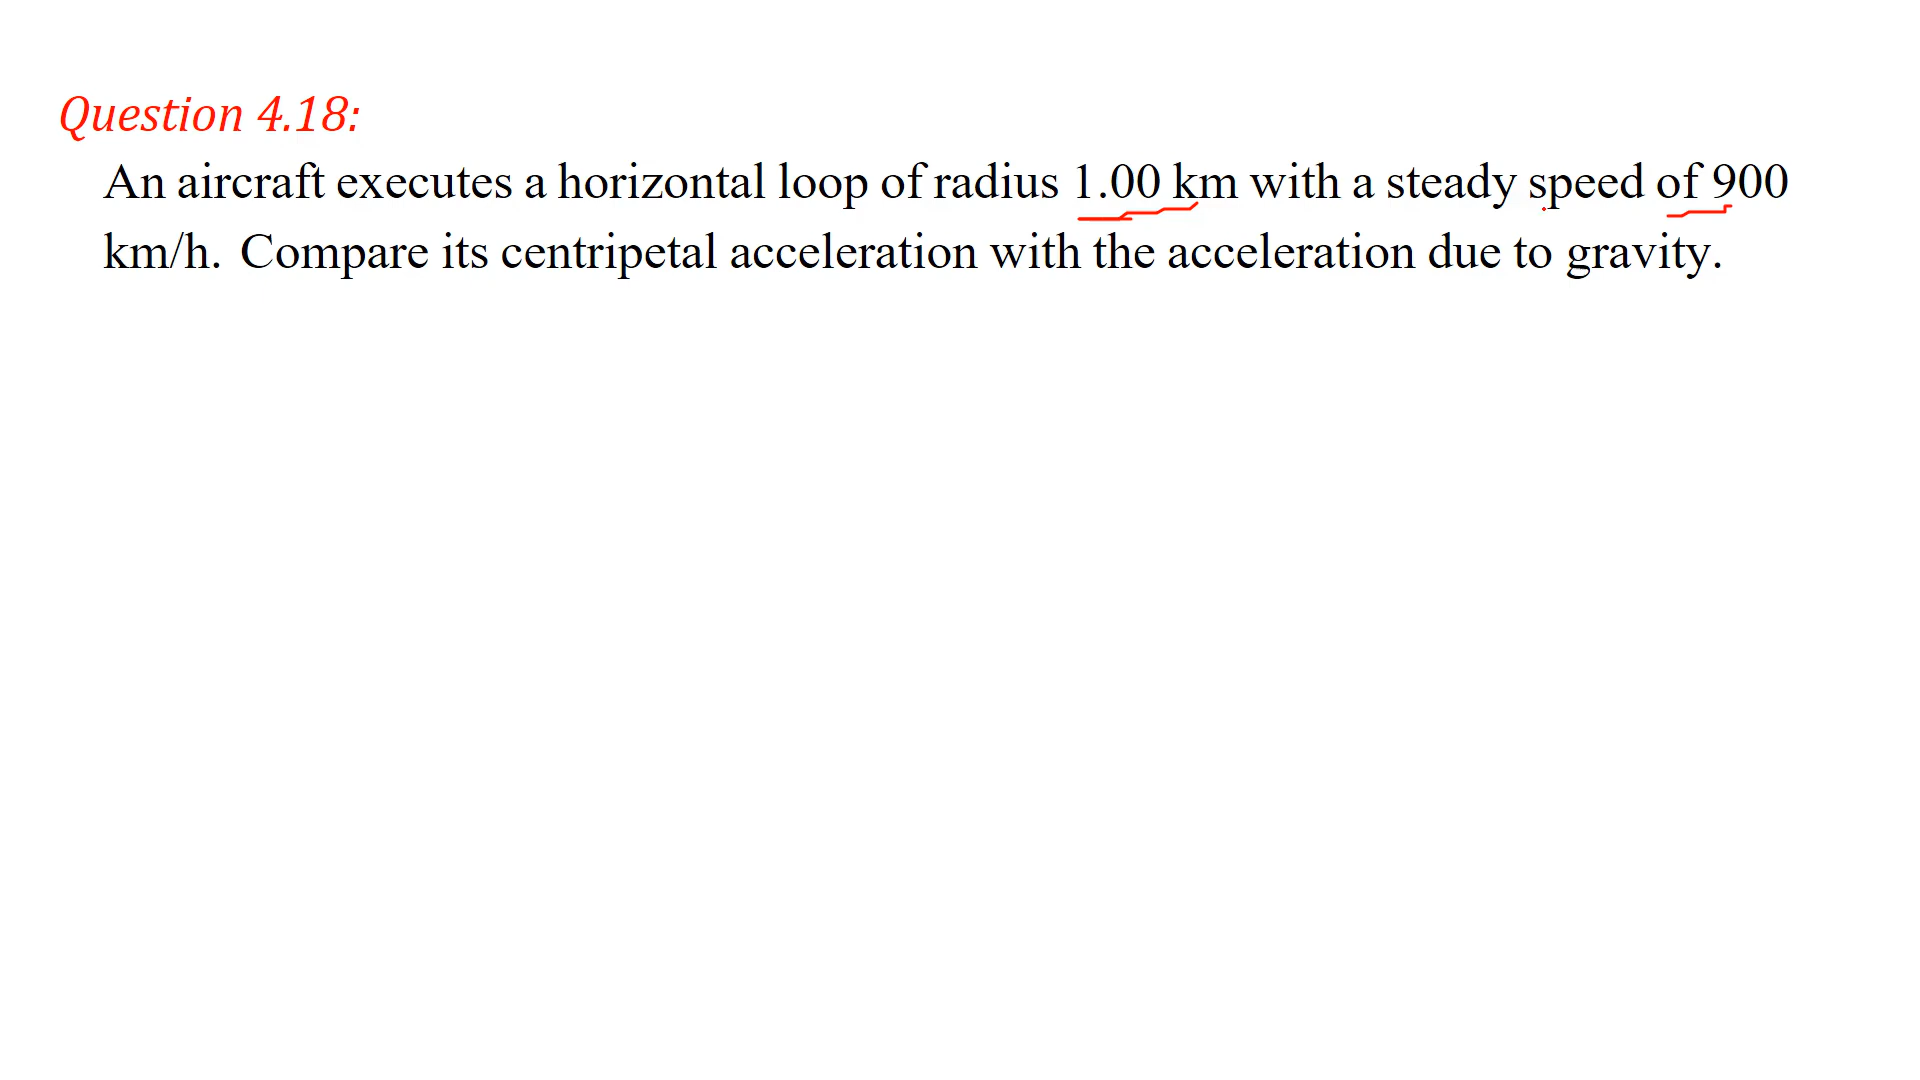 Question 4.18:
An aircraft executes a horizontal loop of radius 1.00 km with a steady speed of 900
km/h. Compare its centripetal acceleration with the acceleration due to gravity.